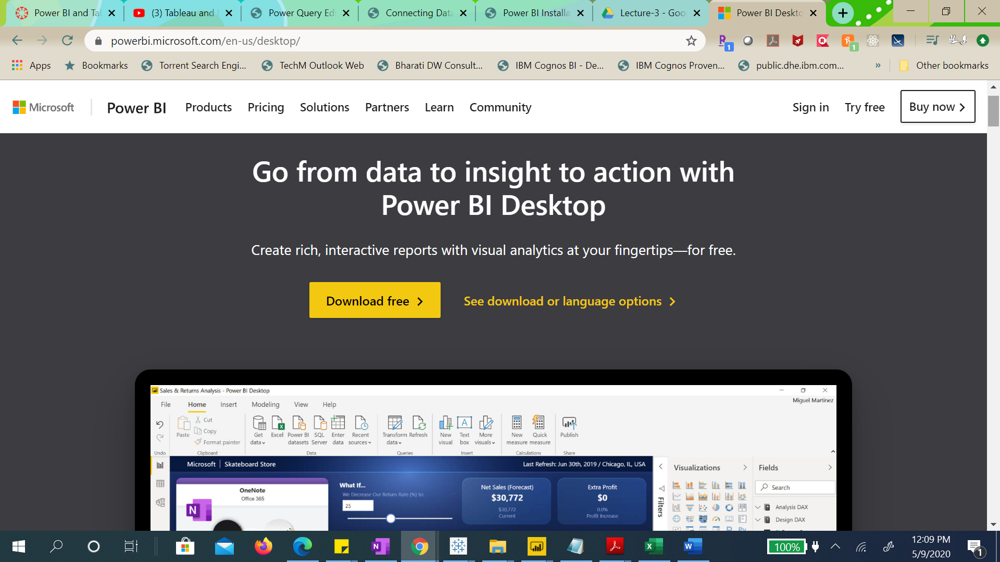 Power BI and Ta
(3) Tableau and
Power Query Ed
Connecting Data
Power BI Installa
Lecture-3 - Goo
Power BI Deskto
powerbi.microsoft.com/en-us/desktop/
1
1
Apps
Bookmarks
Torrent Search Engi...
TechM Outlook Web
Bharati DW Consult...
IBM Cognos BI - De...
IBM Cognos Proven...
public.dhe.ibm.com...
»
Other bookmarks
Microsoft
Power BI
Products
Pricing
Solutions
Partners
Learn
Community
Sign in
Try free
Buy now
Go from data to insight to action with
Power BI Desktop
Create rich, interactive reports with visual analytics at your fingertips—for free.
Download free
See download or language options
Sales & Returns Analysis - Power BI Desktop
Miguel Martinez
File
Home
Insert
Modeling
View
Help
Undo
Paste
Cut
Copy
Format painter
Clipboard
Get data
Excel
Power BI datasets
SQL Server
Enter data
Recent sources
Data
Transform data
Refresh
Queries
New visual
Text box
More visuals
Insert
New measure
Quick measure
Calculations
Publish
Share
Microsoft | Skateboard Store
Last Refresh: Jun 30th, 2019 / Chicago, IL, USA
OneNote
Office 365
N
What If...
We Decrease Our Return Rate (%) to:
25
Net Sales (Forecast)
$30,772
$30,772
Current
Extra Profit
$0
0.0%
Profit Increase
Filters
Visualizations
Fields
Search
Analysis DAX
Design DAX
100%
12:09 PM
5/9/2020
1